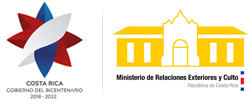 COSTA RICA
GOBIERNO DEL BICENTENARIO
2018 - 2022
Ministerio de Relaciones Exteriores y Culto
República de Costa Rica